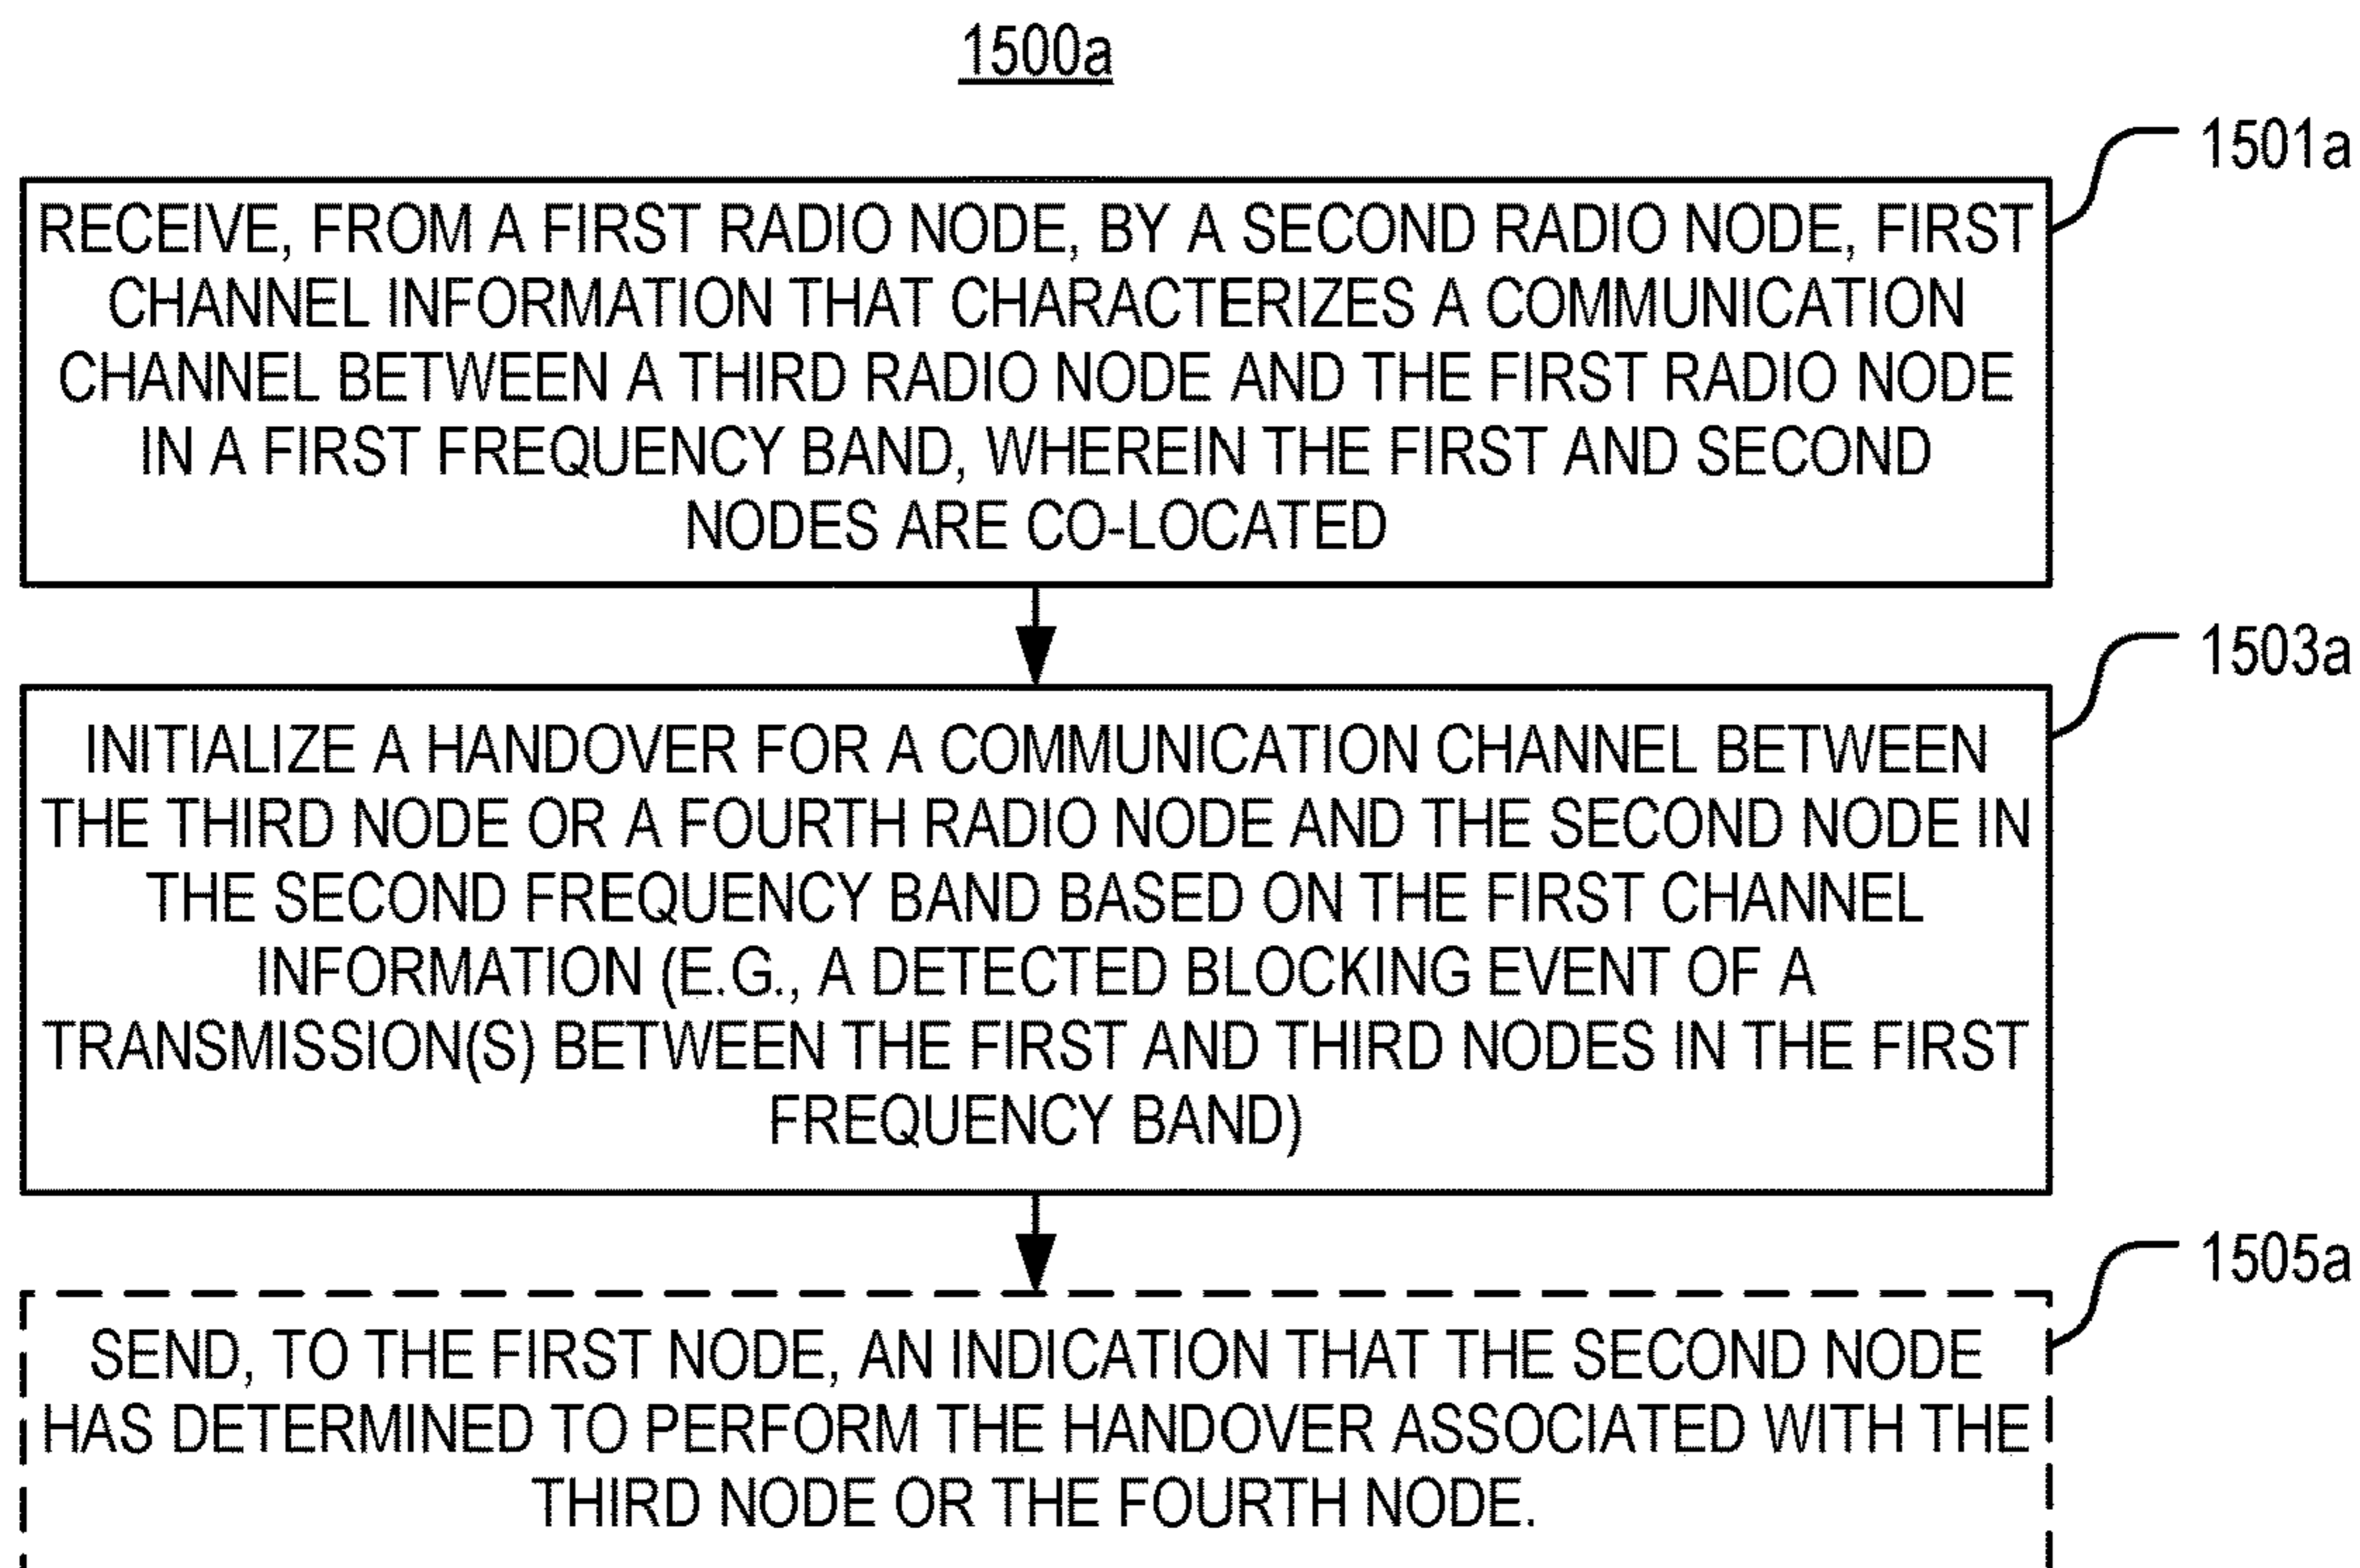 1500a
1501a
RECEIVE, FROM A FIRST RADIO NODE, BY A SECOND RADIO NODE, FIRST
CHANNEL INFORMATION THAT CHARACTERIZES A COMMUNICATION
CHANNEL BETWEEN A THIRD RADIO NODE AND THE FIRST RADIO NODE
IN A FIRST FREQUENCY BAND, WHEREIN THE FIRST AND SECOND
NODES ARE CO-LOCATED
1503a
INITIALIZE A HANDOVER FOR A COMMUNICATION CHANNEL BETWEEN
THE THIRD NODE OR A FOURTH RADIO NODE AND THE SECOND NODE IN
THE SECOND FREQUENCY BAND BASED ON THE FIRST CHANNEL
INFORMATION (E.G., A DETECTED BLOCKING EVENT OF A
TRANSMISSION(S) BETWEEN THE FIRST AND THIRD NODES IN THE FIRST
FREQUENCY BAND)
1505a
SEND, TO THE FIRST NODE, AN INDICATION THAT THE SECOND NODE
HAS DETERMINED TO PERFORM THE HANDOVER ASSOCIATED WITH THE
THIRD NODE OR THE FOURTH NODE.